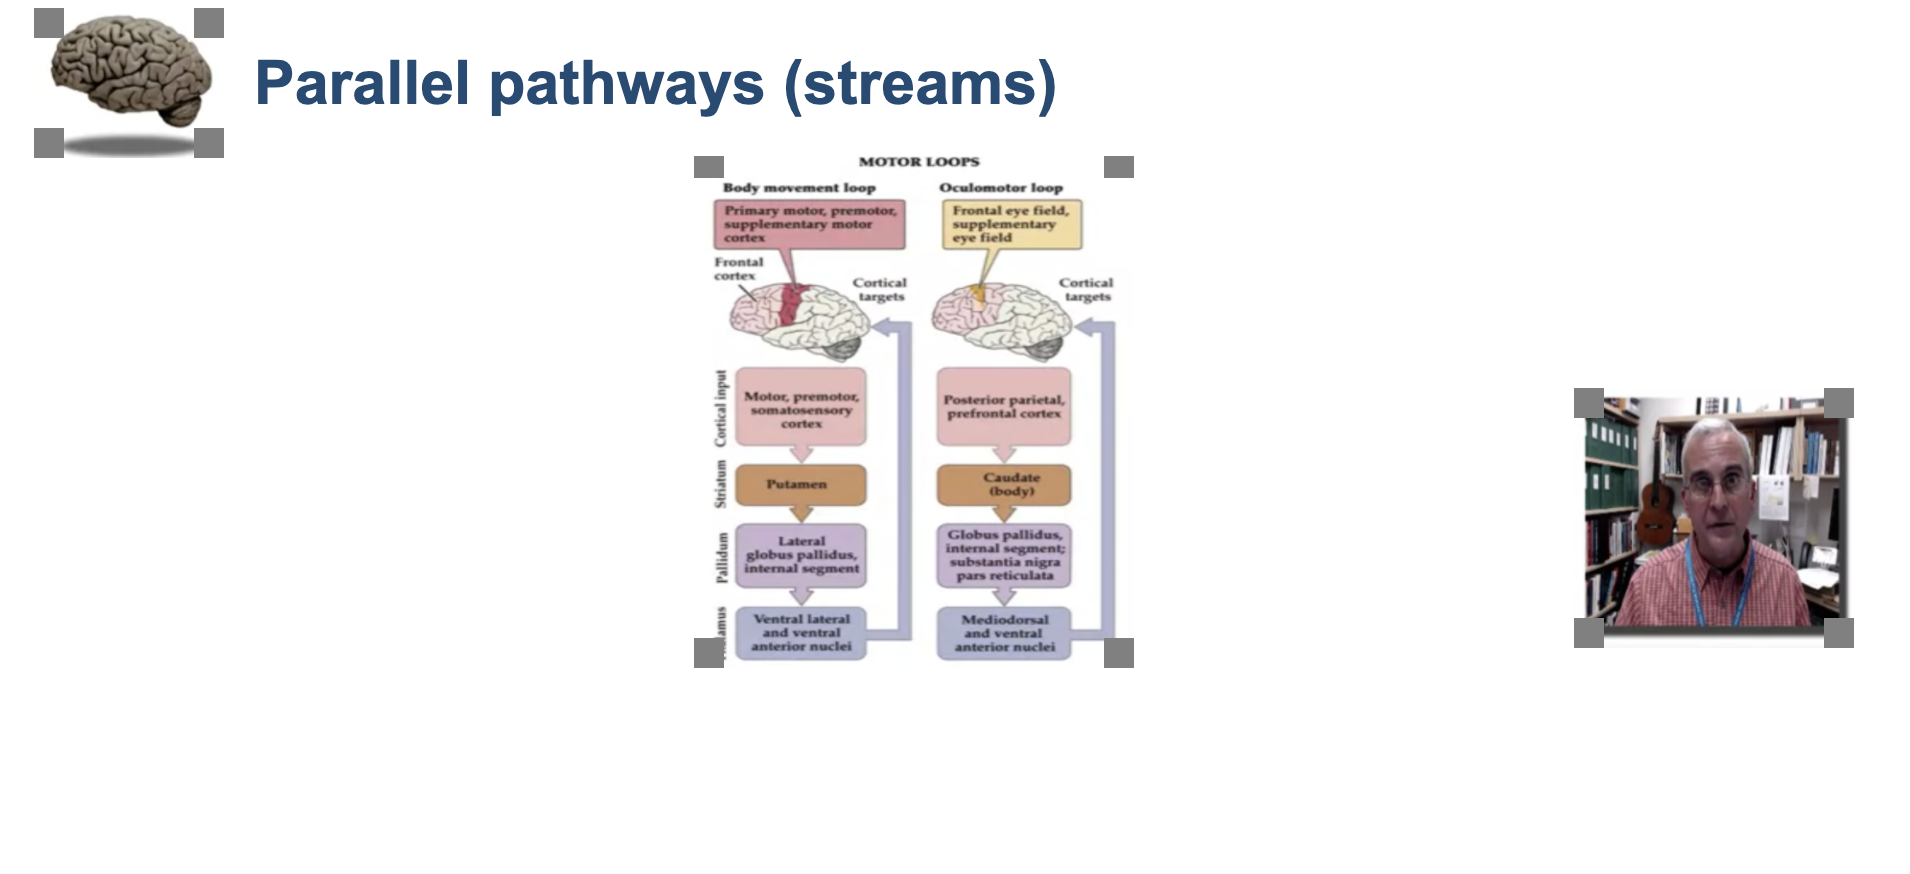 Parallel pathways (streams)
MOTOR LOOPS
Body movement loop
Primary motor, premotor,
supplementary motor
cortex
Frontal
cortex
Cortical
targets
Cortical input
Motor, premotor,
somatosensory
cortex
Striatum
Putamen
Pallidum
Lateral
globus pallidus,
internal segment
Ventral lateral
and ventral
anterior nuclei
Oculomotor loop
Frontal eye field,
supplementary
eye field
Cortical
targets
Posterior parietal,
prefrontal cortex
Caudate
(body)
Globus pallidus,
internal segment;
substantia nigra
pars reticulata
Mediodorsal
and ventral
anterior nuclei